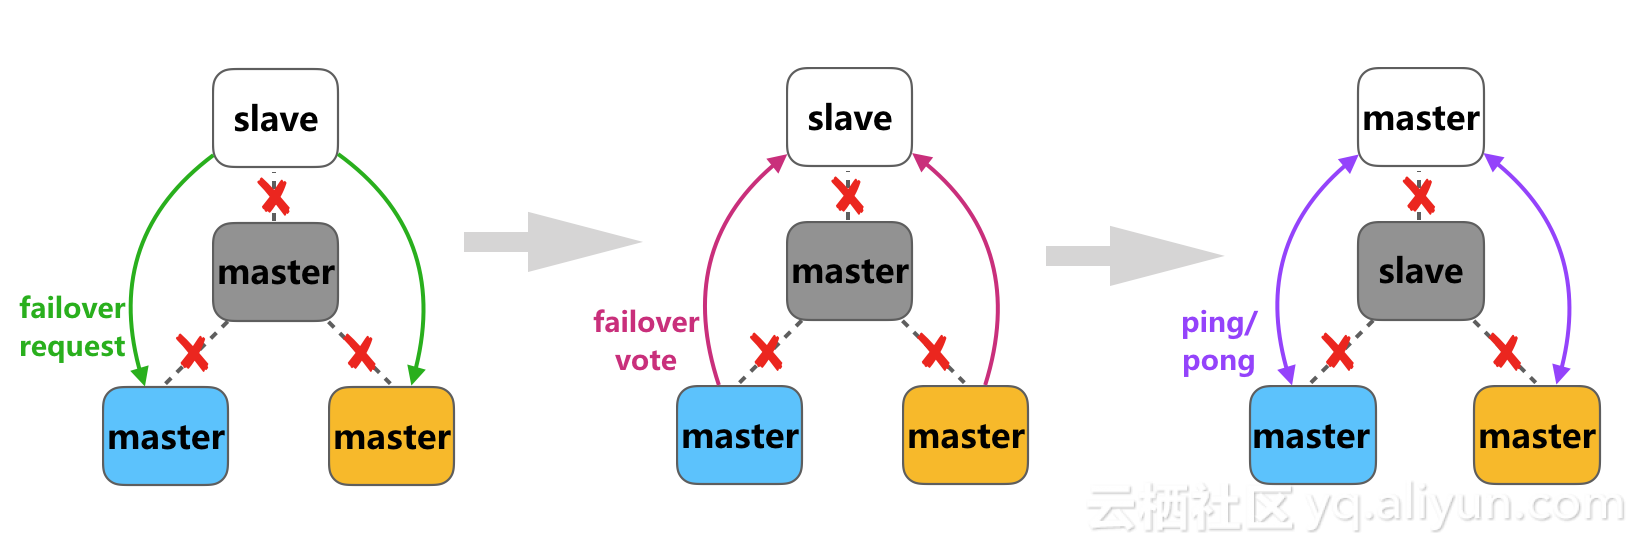 slave
master
failover
request
master
master
slave
master
failover
vote
master
master
master
slave
ping/
pong
master
master
云栖社区 yq.aliyun.com